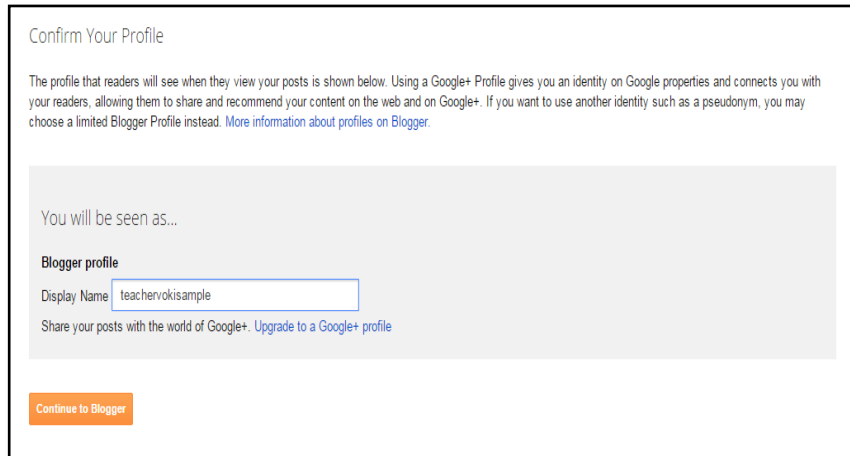 Confirm Your Profile
The profile that readers will see when they view your posts is shown below. Using a Google+ Profile gives you an identity on Google properties and connects you with
your readers, allowing them to share and recommend your content on the web and on Google+. If you want to use another identity such as a pseudonym, you may
choose a limited Blogger Profile instead. More information about profiles on Blogger.
You will be seen as...
Blogger profile
Display Name teachervokisample
Share your posts with the world of Google+. Upgrade to a Google+ profile
Continue to Blogger